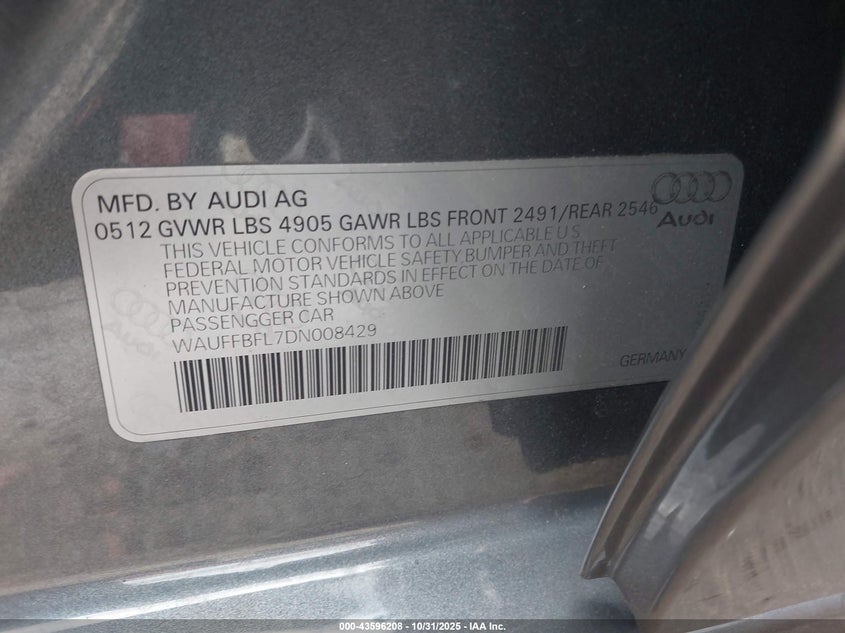 MFD. BY AUDI AG
0512 GVWR LBS 4905 GAWR LBS FRONT 2491/REAR 2546
Audi
THIS VEHICLE CONFORMS TO ALL APPLICABLE U S
FEDERAL MOTOR VEHICLE SAFETY BUMPER AND THEFT
PREVENTION STANDARDS IN EFFECT ON THE DATE OF
MANUFACTURE SHOWN ABOVE
PASSENGGER CAR
WAUFFBFL7DN008429
GERMANY
Audi
000-43596208 - 10/31/2025 - IAA Inc.